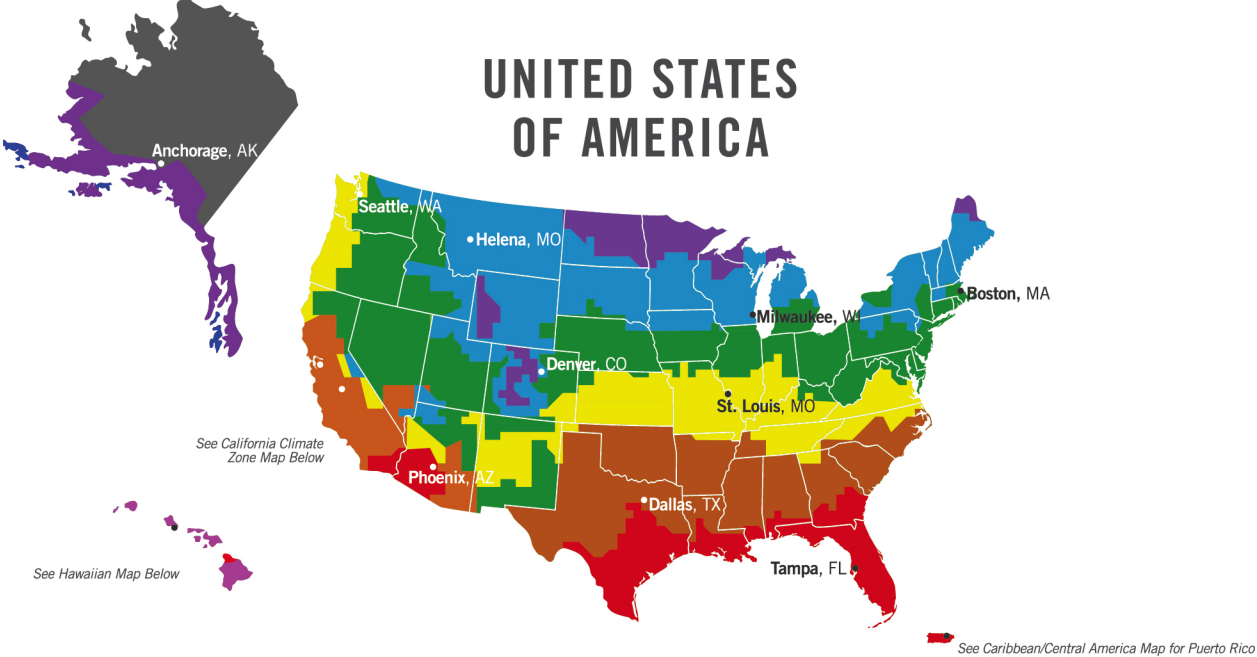 UNITED STATES
OF AMERICA
Anchorage, AK
Seattle, WA
Helena, MO
Boston, MA
Milwaukee, WI
Denver, CO
St. Louis, MO
See California Climate
Zone Map Below
Phoenix, AZ
Dallas, TX
See Hawaiian Map Below
Tampa, FL
See Caribbean/Central America Map for Puerto Rico